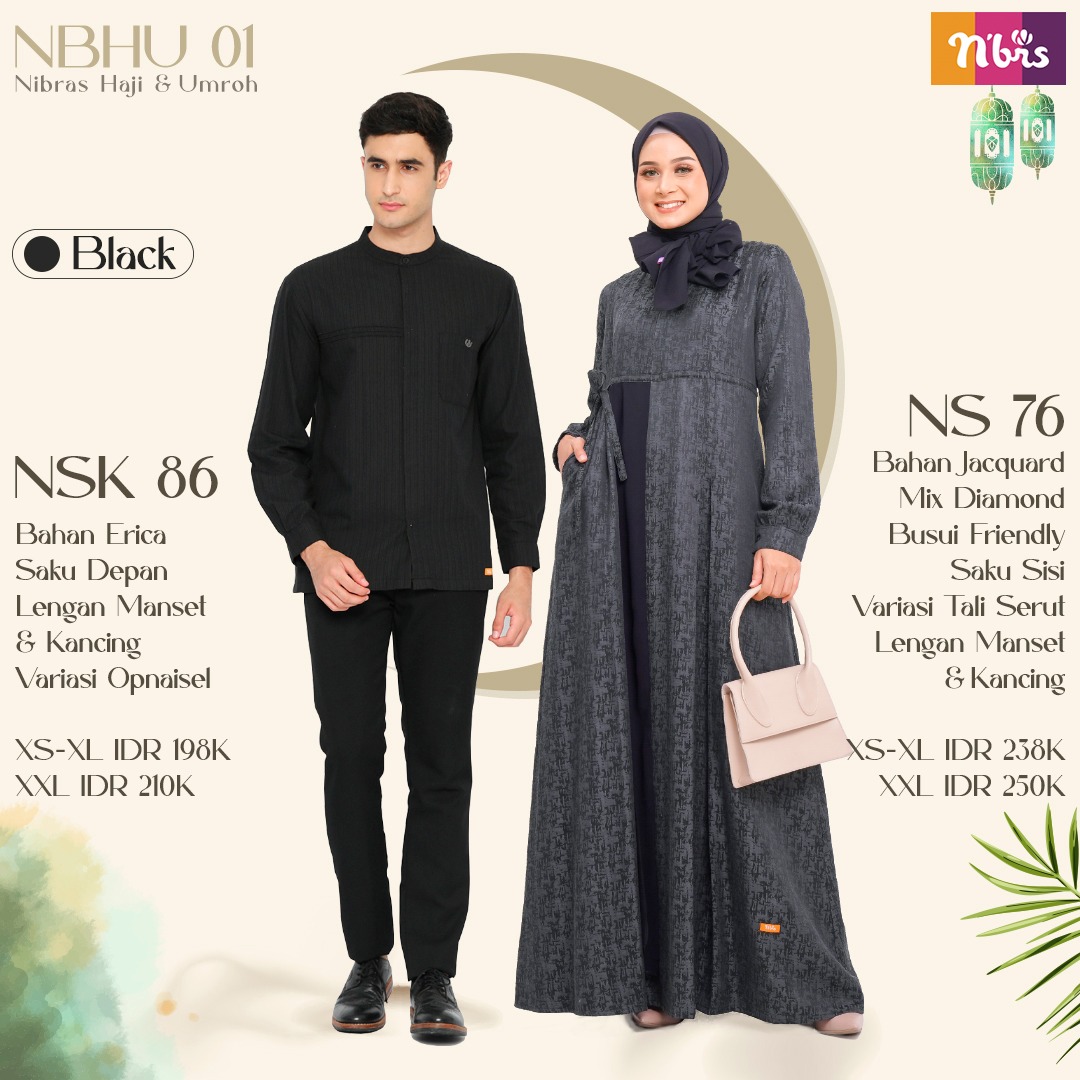 NBHU 01
Nibras Haji & Umroh
N'brs
101
101
Black
NSK 86
Bahan Erica
Saku Depan
Lengan Manset
& Kancing
Variasi Opnaisel
XS-XL IDR 198K
XXL IDR 210K
NS 76
Bahan Jacquard
Mix Diamond
Busui Friendly
Saku Sisi
Variasi Tali Serut
Lengan Manset
& Kancing
XS-XL IDR 238K
XXL IDR 250K